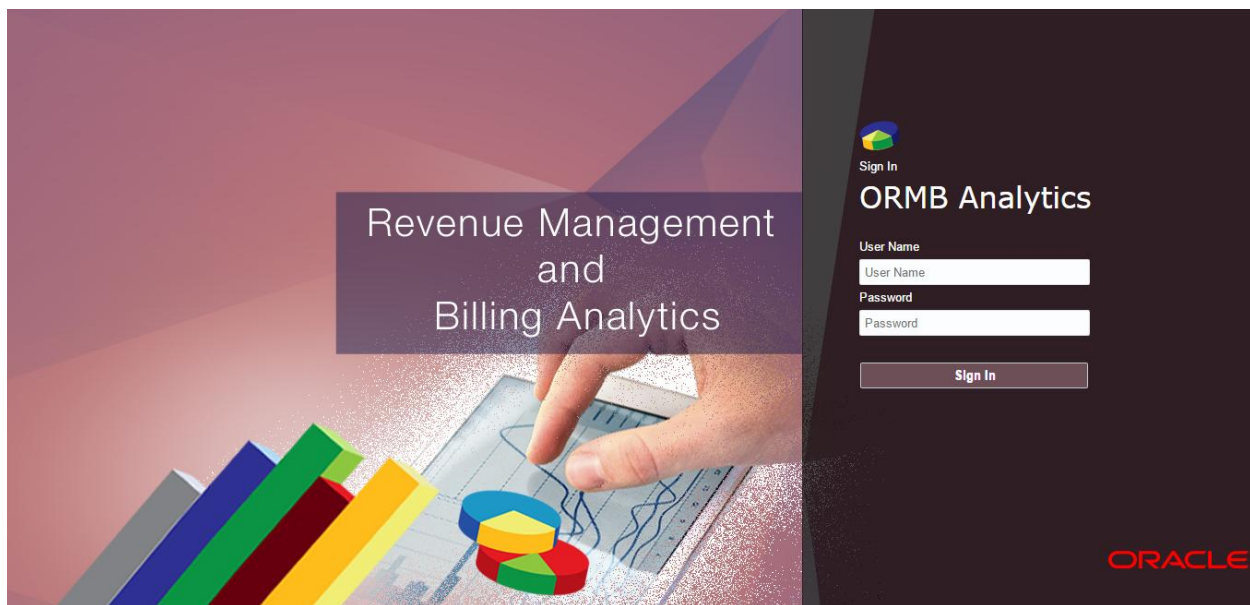 Revenue Management
and
Billing Analytics
Sign In
ORMB Analytics
User Name
User Name
Password
Password
Sign In
ORACLE